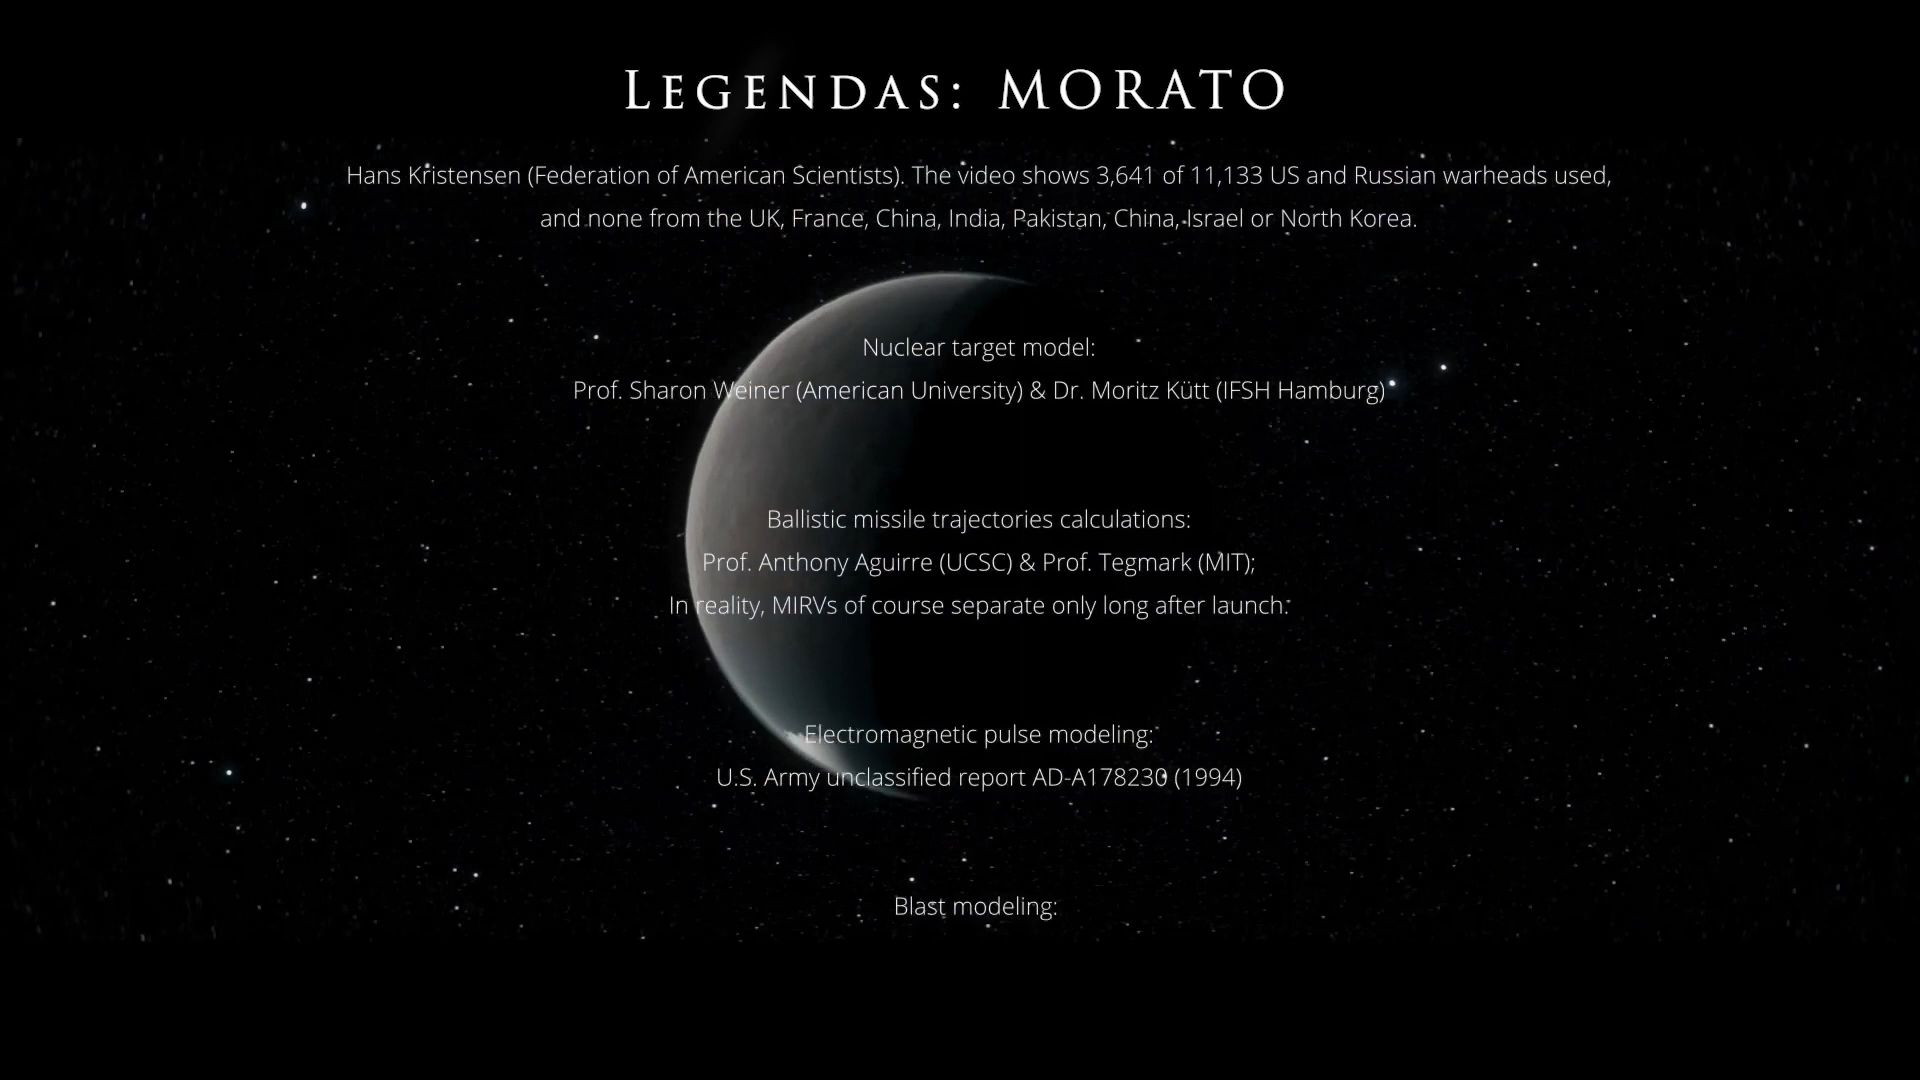 Legendas: MORATO
Hans Kristensen (Federation of American Scientists). The video shows 3,641 of 11,133 US and Russian warheads used,
and none from the UK, France, China, India, Pakistan, China, Israel or North Korea.
Nuclear target model:
Prof. Sharon Weiner (American University) & Dr. Moritz Kütt (IFSH Hamburg)
Ballistic missile trajectories calculations:
Prof. Anthony Aguirre (UCSC) & Prof. Tegmark (MIT);
In reality, MIRVs of course separate only long after launch.
Electromagnetic pulse modeling:
U.S. Army unclassified report AD-A178230 (1994)
Blast modeling: